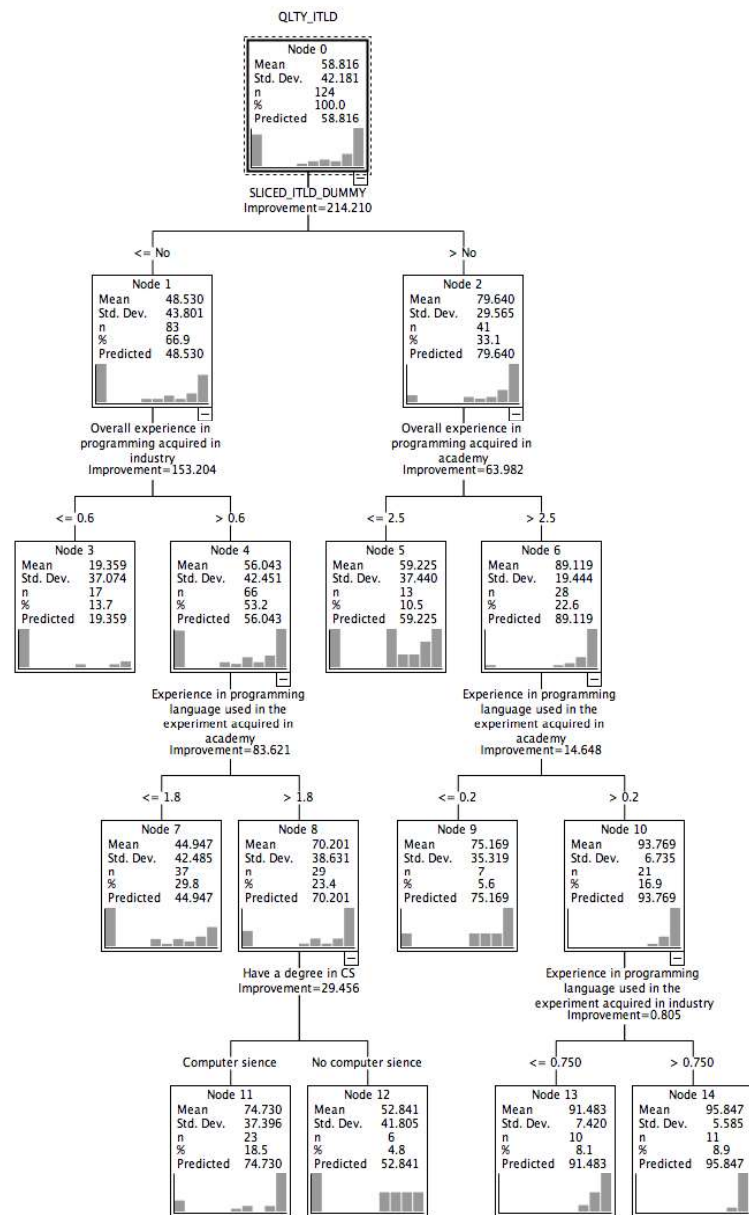 QLTY_ITLD
Node 0
Mean 58.816
Std. Dev. 42.181
n 124
% 100.0
Predicted 58.816
SLICED_ITLD_DUMMY
Improvement=214.210
<= No
> No
Node 1
Mean 48.530
Std. Dev. 43.801
n 83
% 66.9
Predicted 48.530
Node 2
Mean 79.640
Std. Dev. 29.565
n 41
% 33.1
Predicted 79.640
Overall experience in
programming acquired in
industry
Improvement=153.204
Overall experience in
programming acquired in
academy
Improvement=63.982
<= 0.6
> 0.6
<= 2.5
> 2.5
Node 3
Mean 19.359
Std. Dev. 37.074
n 17
% 13.7
Predicted 19.359
Node 4
Mean 56.043
Std. Dev. 42.451
n 66
% 53.2
Predicted 56.043
Node 5
Mean 59.225
Std. Dev. 37.440
n 13
% 10.5
Predicted 59.225
Node 6
Mean 89.119
Std. Dev. 19.444
n 28
% 22.6
Predicted 89.119
Experience in programming
language used in the
experiment acquired in
academy
Improvement=83.621
Experience in programming
language used in the
experiment acquired in
academy
Improvement=14.648
<= 1.8
> 1.8
<= 0.2
> 0.2
Node 7
Mean 44.947
Std. Dev. 42.485
n 37
% 29.8
Predicted 44.947
Node 8
Mean 70.201
Std. Dev. 38.631
n 29
% 23.4
Predicted 70.201
Node 9
Mean 75.169
Std. Dev. 35.319
n 7
% 5.6
Predicted 75.169
Node 10
Mean 93.769
Std. Dev. 6.735
n 21
% 16.9
Predicted 93.769
Have a degree in CS
Improvement=29.456
Experience in programming
language used in the
experiment acquired in industry
Improvement=0.805
Computer sience
No computer sience
<= 0.750
> 0.750
Node 11
Mean 74.730
Std. Dev. 37.396
n 23
% 18.5
Predicted 74.730
Node 12
Mean 52.841
Std. Dev. 41.805
n 6
% 4.8
Predicted 52.841
Node 13
Mean 91.483
Std. Dev. 7.420
n 10
% 8.1
Predicted 91.483
Node 14
Mean 95.847
Std. Dev. 5.585
n 11
% 8.9
Predicted 95.847